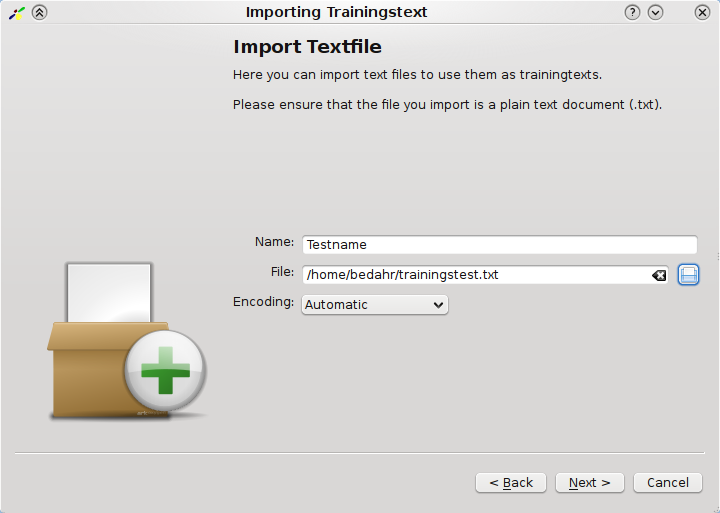 Importing Trainingstext
Import Textfile
Here you can import text files to use them as trainingtexts.
Please ensure that the file you import is a plain text document (.txt).
Name: Testname
File: /home/bedahr/trainingstest.txt
Encoding: Automatic
< Back Next > Cancel